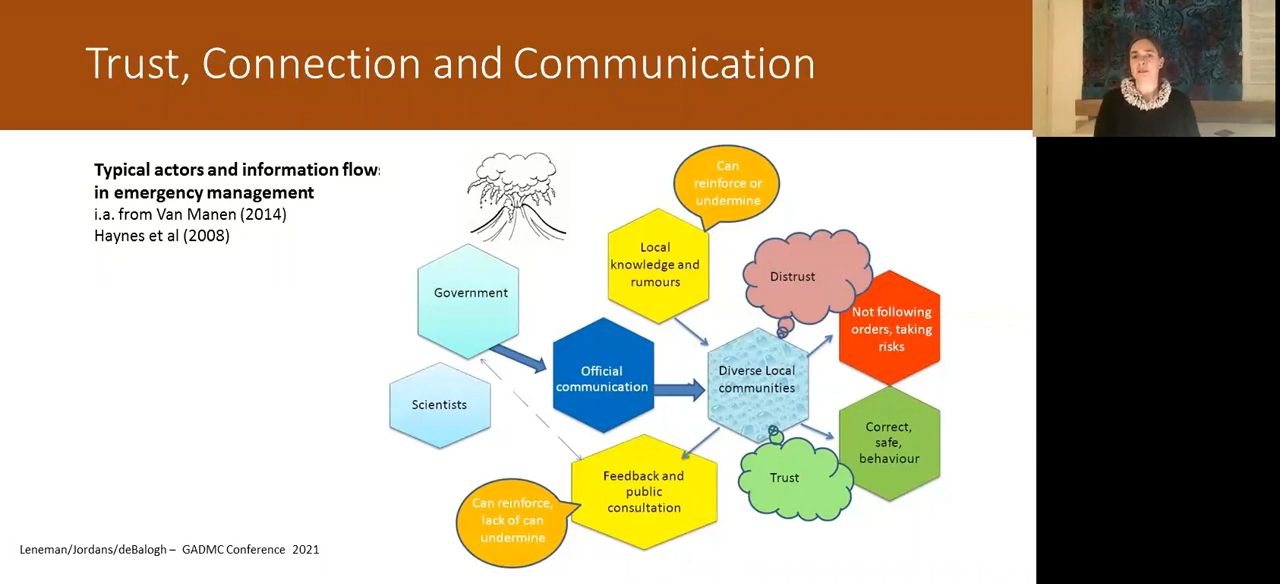 Trust, Connection and Communication
Typical actors and information flow
in emergency management
i.a. from Van Manen (2014)
Haynes et al (2008)
Can
reinforce or
undermine
Local
knowledge and
rumours
Distrust
Government
Not following
orders, taking
risks
Official
communication
Diverse Local
communities
Scientists
Correct,
safe,
behaviour
Feedback and
public
consultation
Trust
Can reinforce,
lack of can
undermine
Leneman/Jordans/deBalogh – GADMC Conference 2021